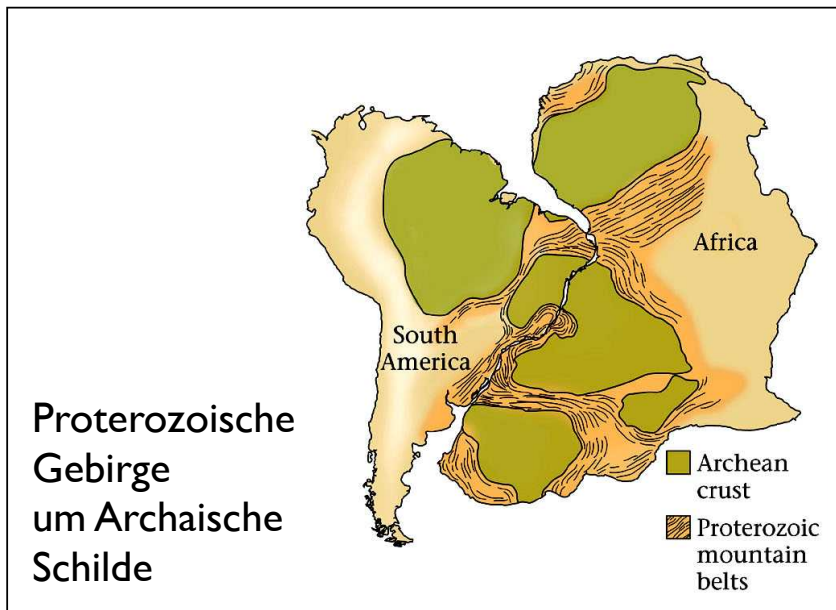 Africa
South
America
Proterozoische
Gebirge
um Archaische
Schilde
Archean
crust
Proterozoic
mountain
belts